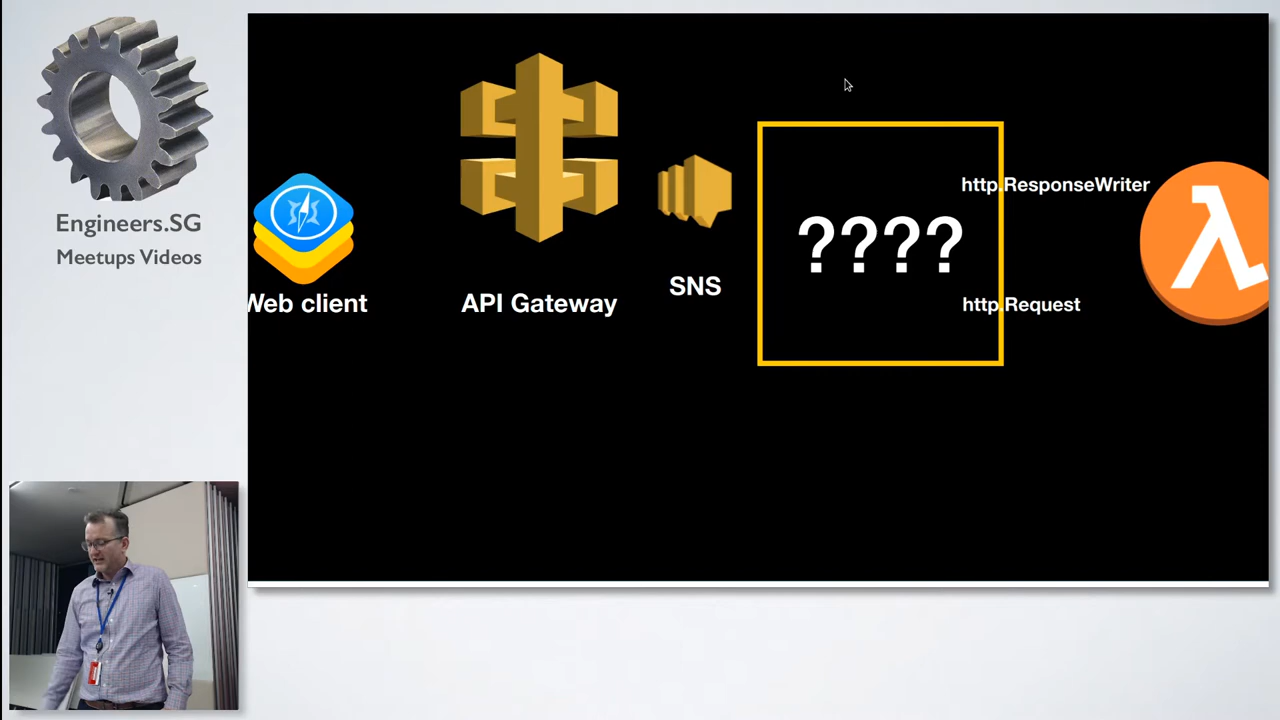 Engineers.SG
Meetups Videos
Web client
API Gateway
SNS
????
http.ResponseWriter
http.Request
λ